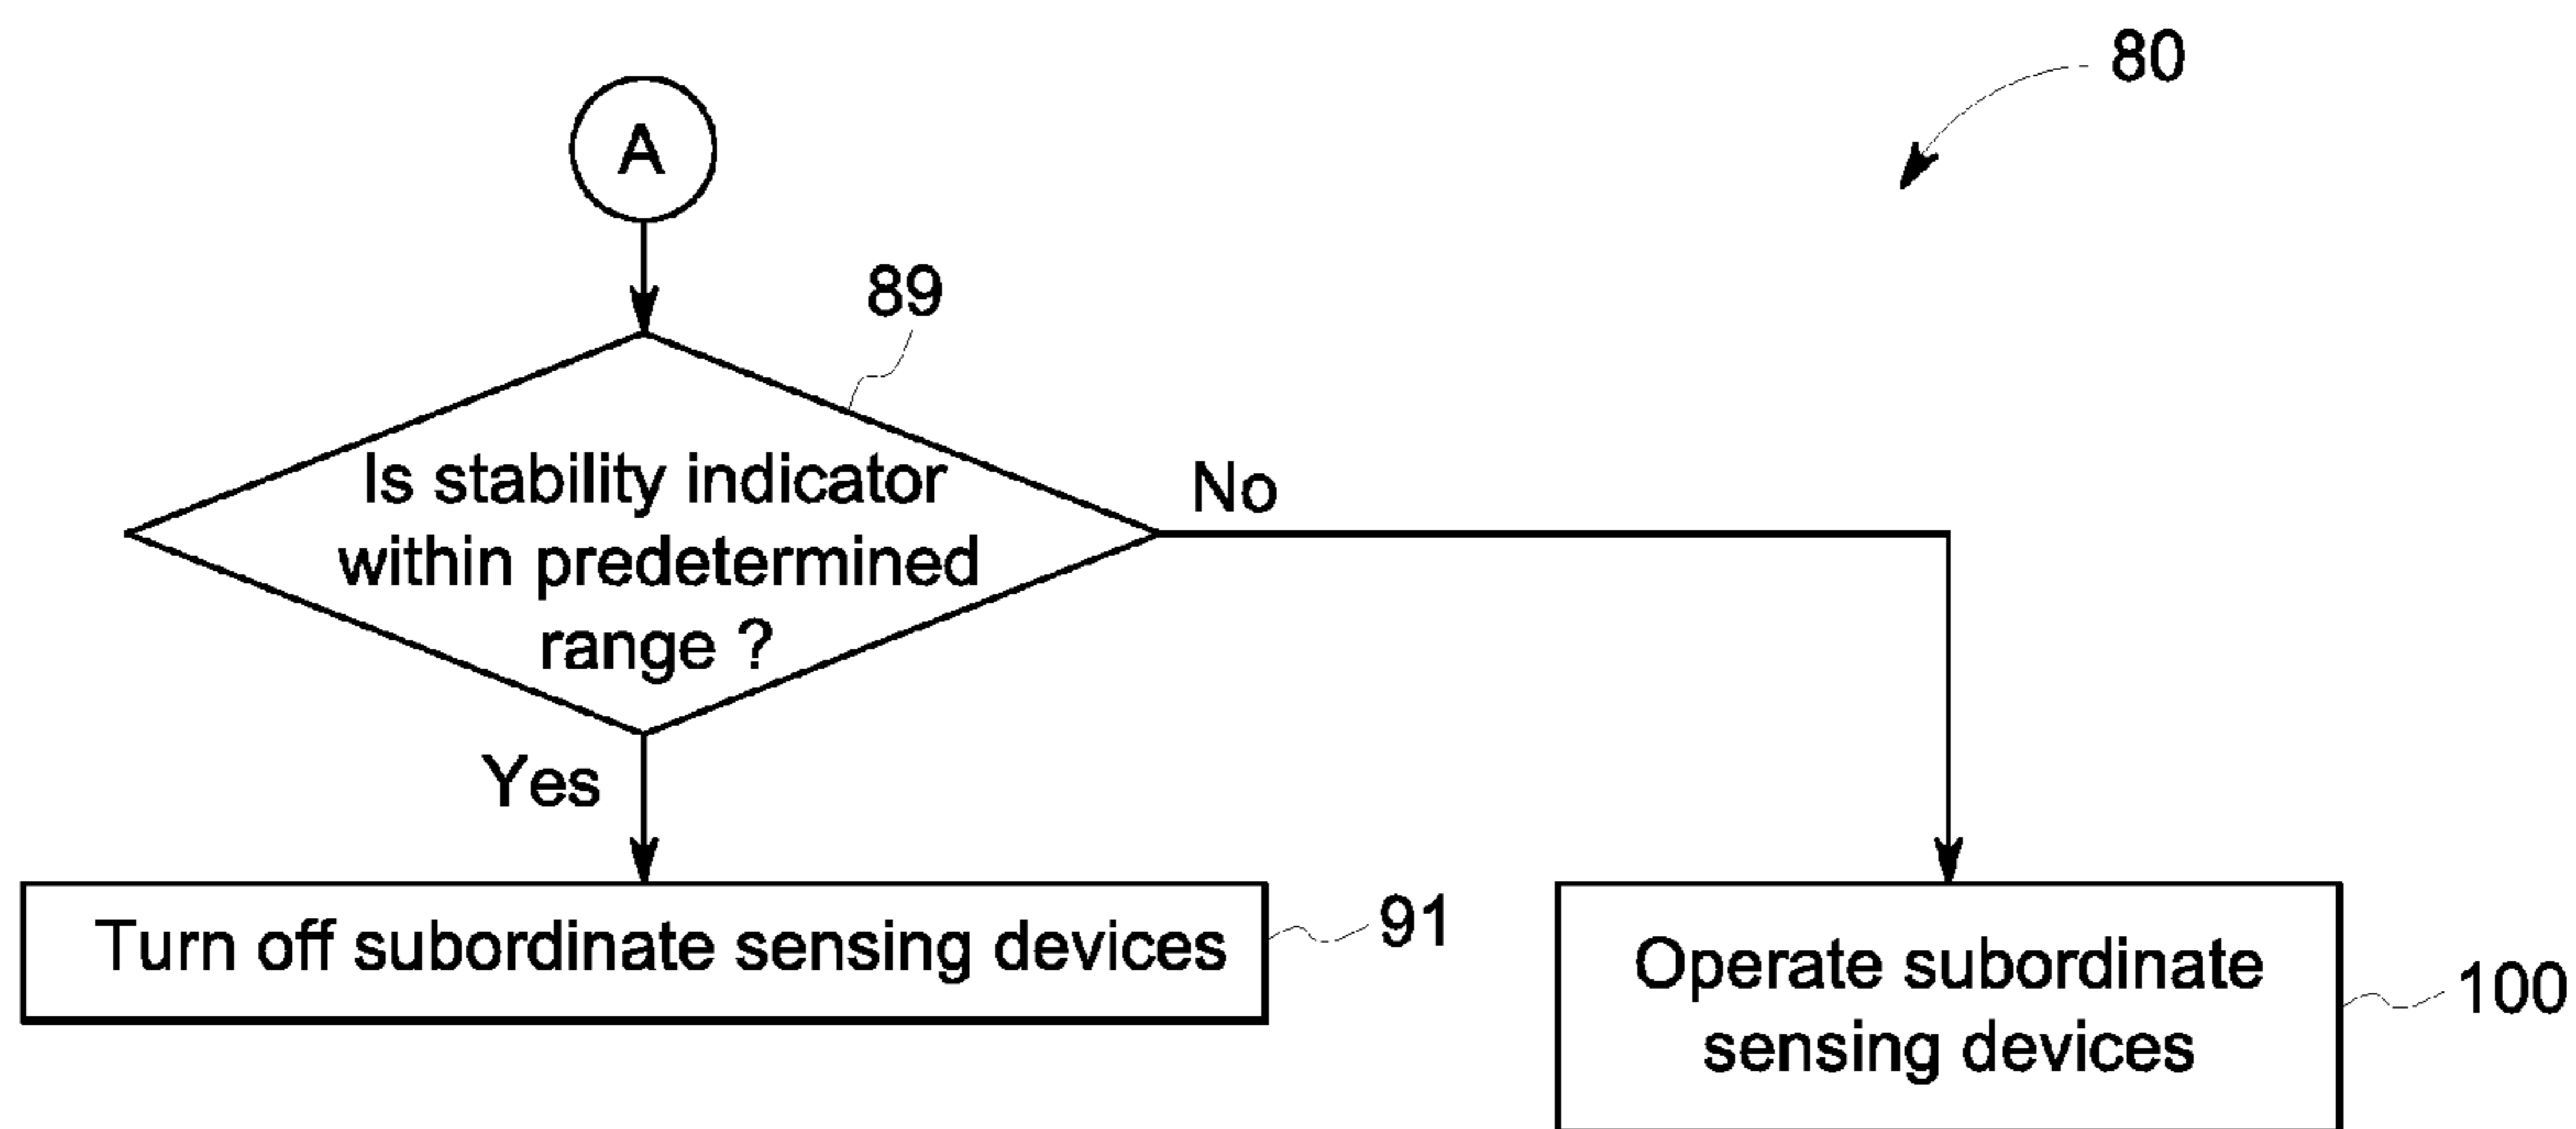 80
A
89
Is stability indicator
within predetermined
range ?
No
Yes
Turn off subordinate sensing devices
91
Operate subordinate
sensing devices
100